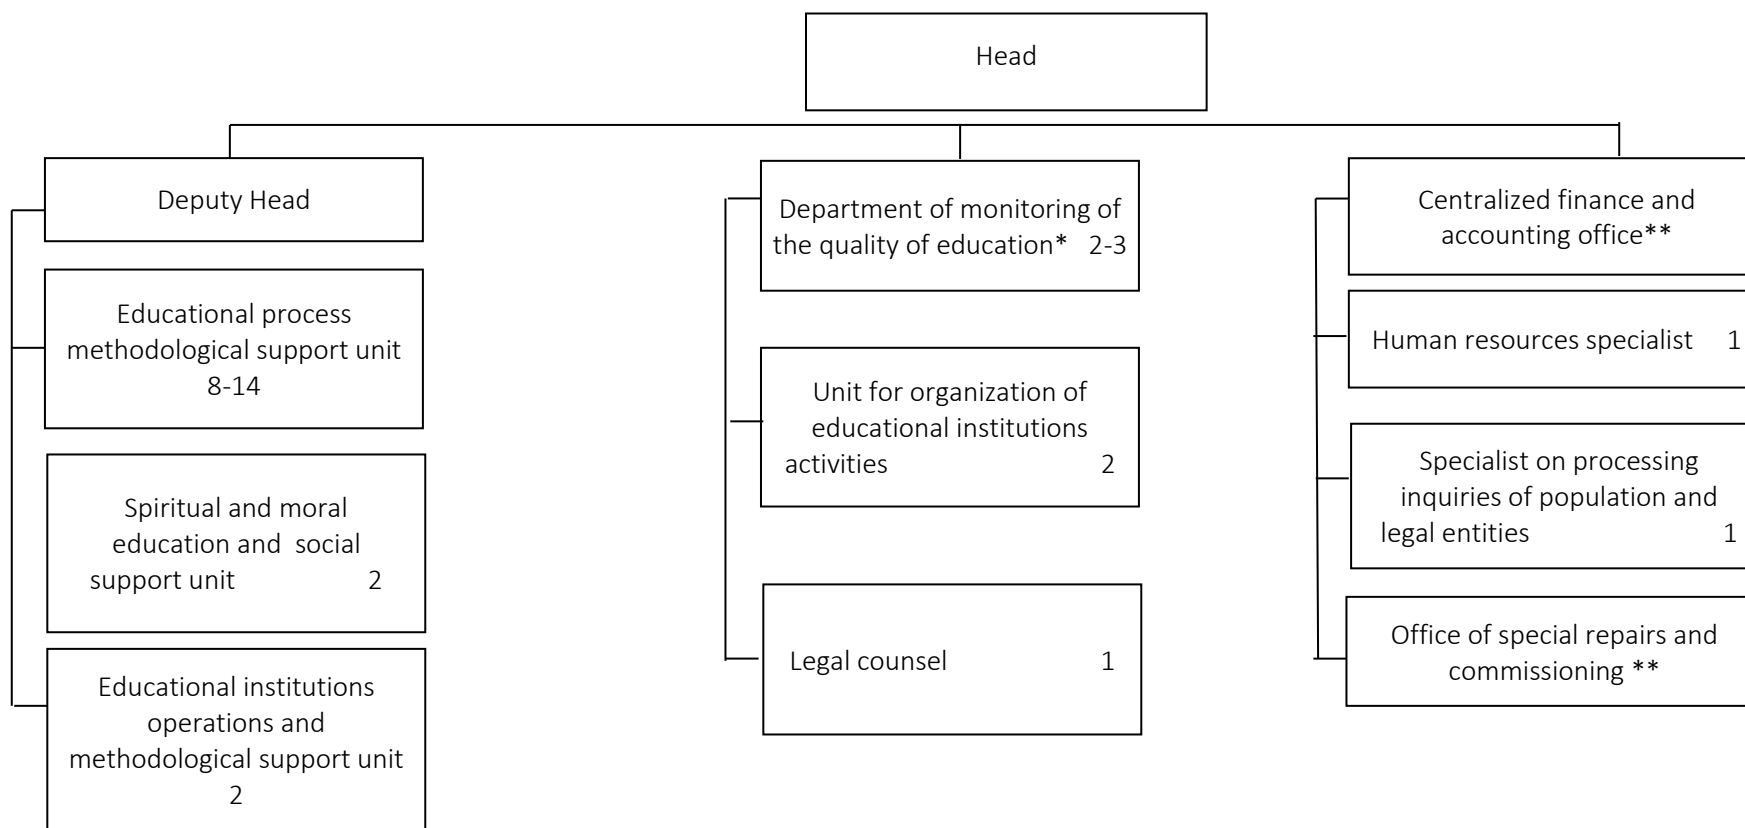 Head
Deputy Head
Educational process
methodological support unit
8-14
Spiritual and moral
education and social
support unit 2
Educational institutions
operations and
methodological support unit
2
Department of monitoring of
the quality of education* 2-3
Unit for organization of
educational institutions
activities 2
Legal counsel 1
Centralized finance and
accounting office**
Human resources specialist 1
Specialist on processing
inquiries of population and
legal entities 1
Office of special repairs and
commissioning **